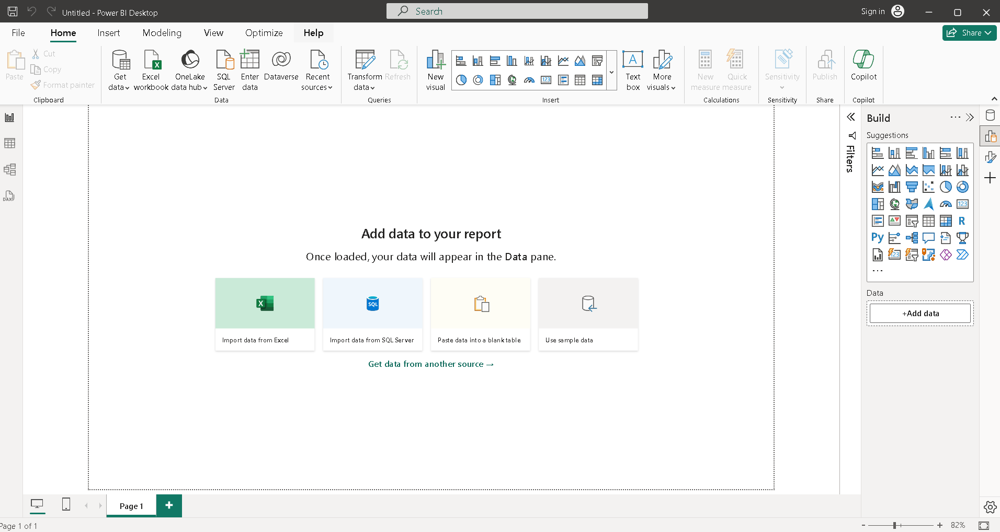 Untitled - Power BI Desktop
Search
Sign in
File
Home
Insert
Modeling
View
Optimize
Help
Share
Paste
Cut
Copy
Format painter
Clipboard
Get data
Excel workbook
OneLake data hub
SQL Server
Enter data
Dataverse
Recent sources
Data
Transform data
Refresh
Queries
New visual
123
A
Text box
More visuals
Insert
New measure
Quick measure
Calculations
Sensitivity
Sensitivity
Publish
Share
Copilot
Copilot
DAX
Add data to your report
Once loaded, your data will appear in the Data pane.
X
SQL
Import data from Excel
Import data from SQL Server
Paste data into a blank table
Use sample data
Get data from another source →
Filters
Build
Suggestions
123
R
Py
123
Data
+Add data
Page 1
Page 1 of 1
82%